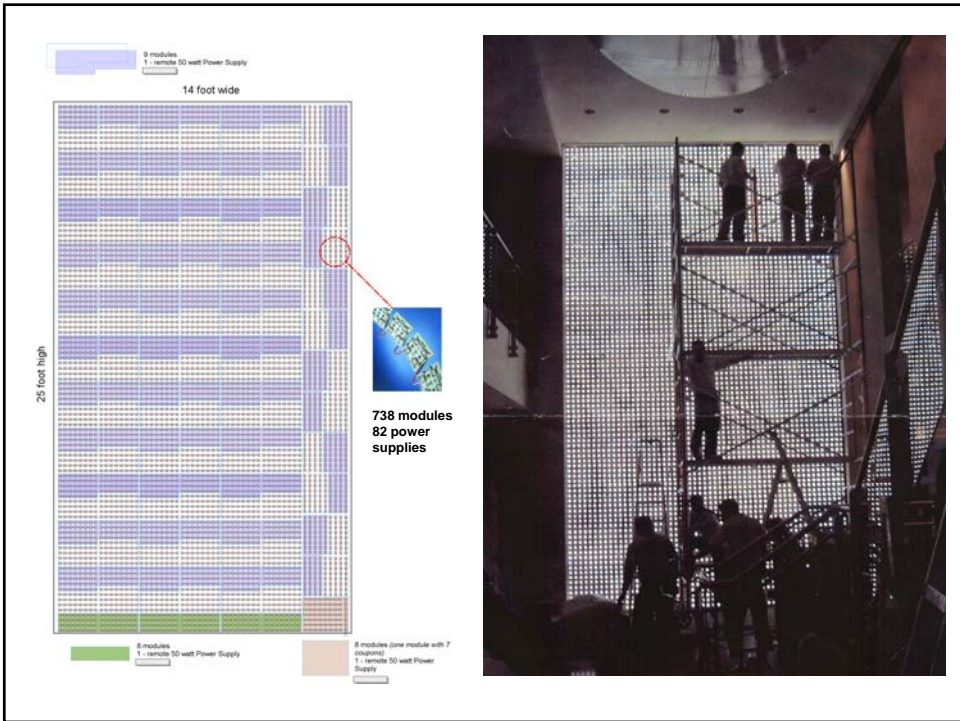 9 modules
1 - remote 50 watt Power Supply
14 foot wide
25 foot high
738 modules
82 power
supplies
8 modules
1 - remote 50 watt Power Supply
8 modules (one module with 7
coupons)
1 - remote 50 watt Power
Supply